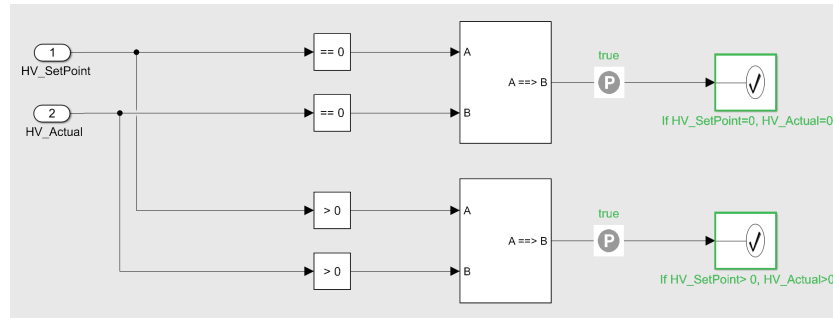 1
HV_SetPoint
== 0
A
B
A ==> B
true
P
If HV_SetPoint=0, HV_Actual=0
2
HV_Actual
== 0
> 0
A
B
A ==> B
true
P
If HV_SetPoint> 0, HV_Actual>0
> 0